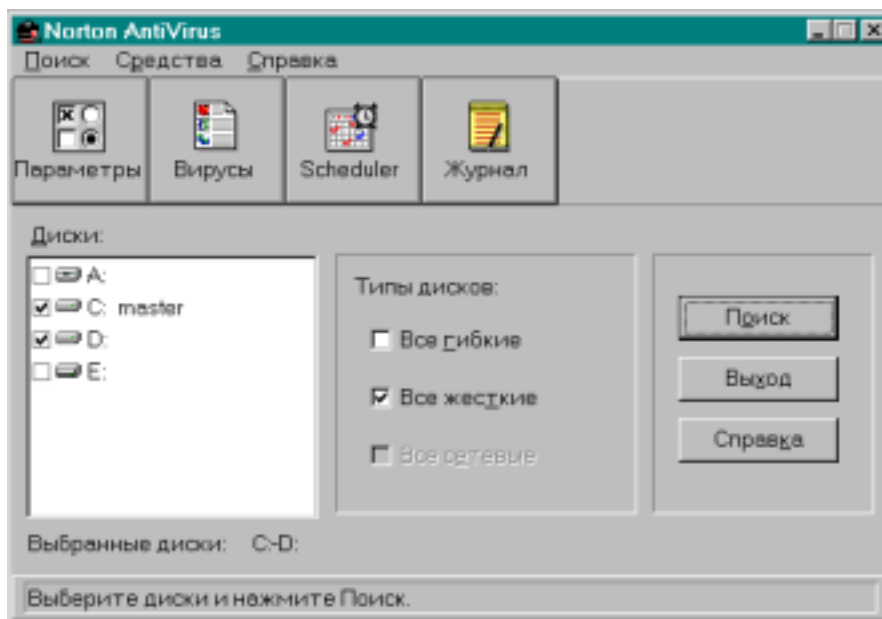 Norton AntiVirus
Поиск Средства Справка
Параметры Вирусы Scheduler Журнал
Диски:
A:
C: master
D:
E:
Типы дисков:
Все гибкие
Все жесткие
Все сетевые
Поиск
Выход
Справка
Выбранные диски: C:-D:
Выберите диски и нажмите Поиск.